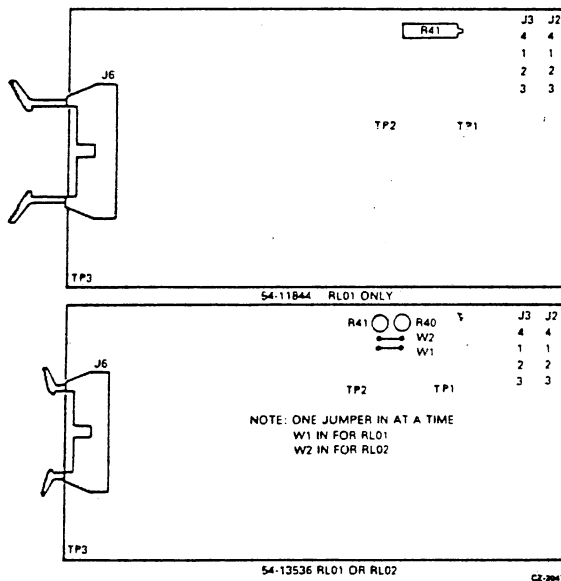 R41
J3 J2
4 4
1 1
2 2
3 3
J6
TP2 TP1
TP3
54-11844 RL01 ONLY
R41 R40
J3 J2
4 4
W2
1 1
W1
2 2
3 3
J6
TP2 TP1
NOTE: ONE JUMPER IN AT A TIME
W1 IN FOR RL01
W2 IN FOR RL02
TP3
54-13536 RL01 OR RL02